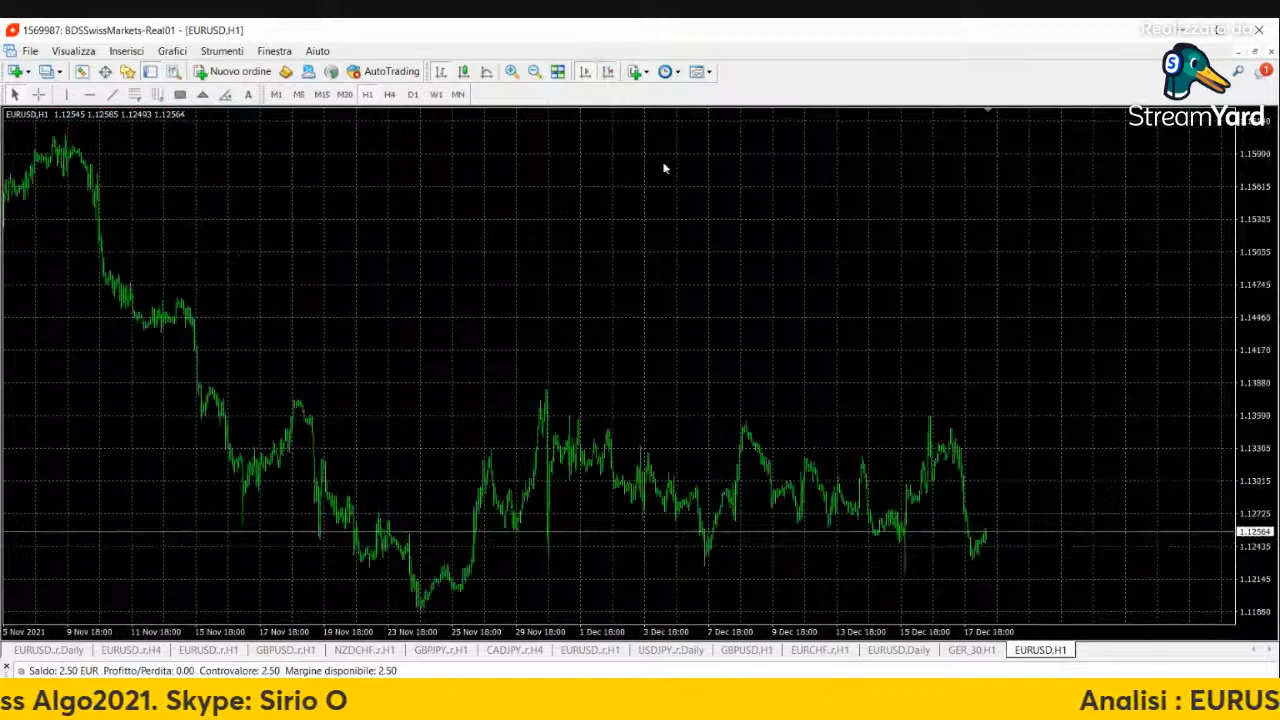 Realizzato da
1569987: BDSSwissMarkets-Real01 - [EURUSD,H1]
File Visualizza Inserisci Grafici Strumenti Finestra Aiuto
Nuovo ordine AutoTrading
1
A M1 M5 M15 M30 H1 H4 D1 W1 MN
StreamYard
EURUSD,H1 1.12545 1.12585 1.12493 1.12564
1.15900
1.15615
1.15325
1.15035
1.14745
1.14460
1.14170
1.13880
1.13590
1.13305
1.13015
1.12725
1.12564
1.12435
1.12145
1.11850
5 Nov 2021 9 Nov 18:00 11 Nov 18:00 15 Nov 18:00 17 Nov 18:00 19 Nov 18:00 23 Nov 18:00 25 Nov 18:00 29 Nov 18:00 1 Dec 18:00 3 Dec 18:00 7 Dec 18:00 9 Dec 18:00 13 Dec 18:00 15 Dec 18:00 17 Dec 18:00
EURUSD..r,Daily EURUSD..r,H4 EURUSD..r,H1 GBPUSD..r,H1 NZDCHF..r,H1 GBPJPY..r,H1 CADJPY..r,H4 EURUSD..r,H1 USDJPY..r,Daily GBPUSD,H1 EURCHF..r,H1 EURUSD,Daily GER_30,H1 EURUSD,H1
Saldo: 2.50 EUR Profitto/Perdita: 0.00 Controvalore: 2.50 Margine disponibile: 2.50
ss Algo2021. Skype: Sirio O Analisi : EURUS